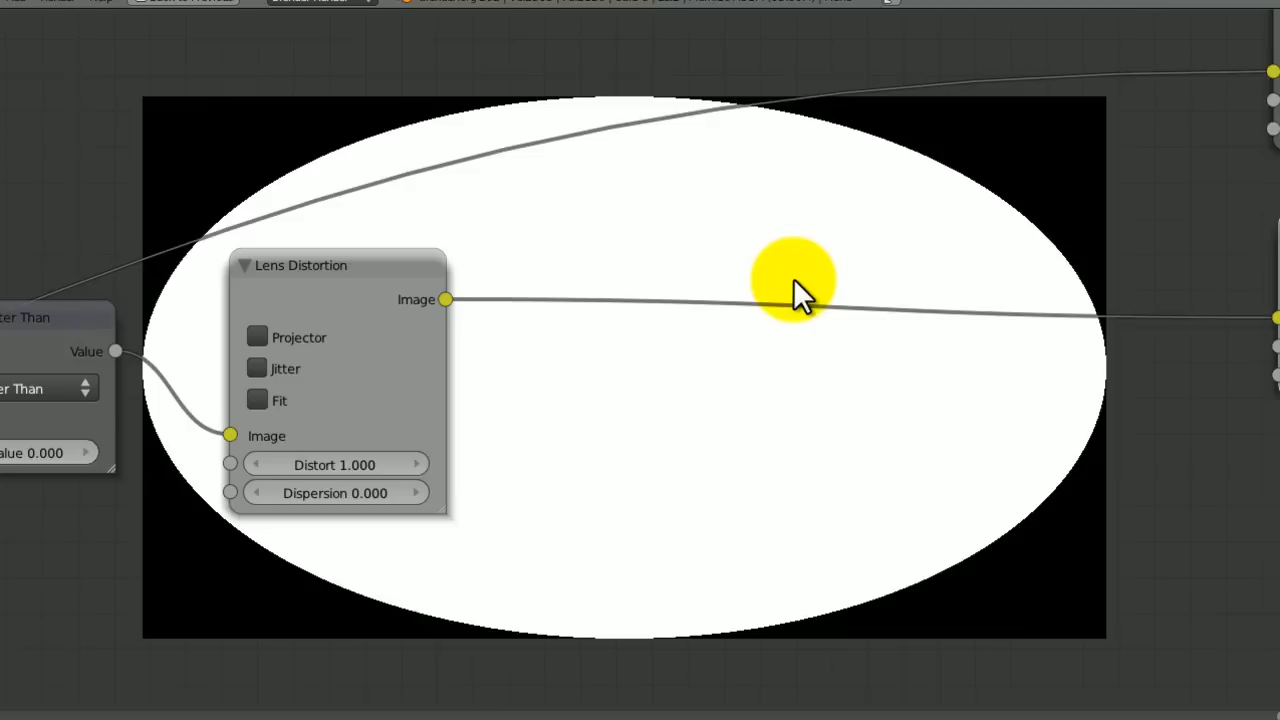 Lens Distortion
Image
Projector
Jitter
Fit
Image
Distort 1.000
Dispersion 0.000
ter Than
Value
er Than
alue 0.000